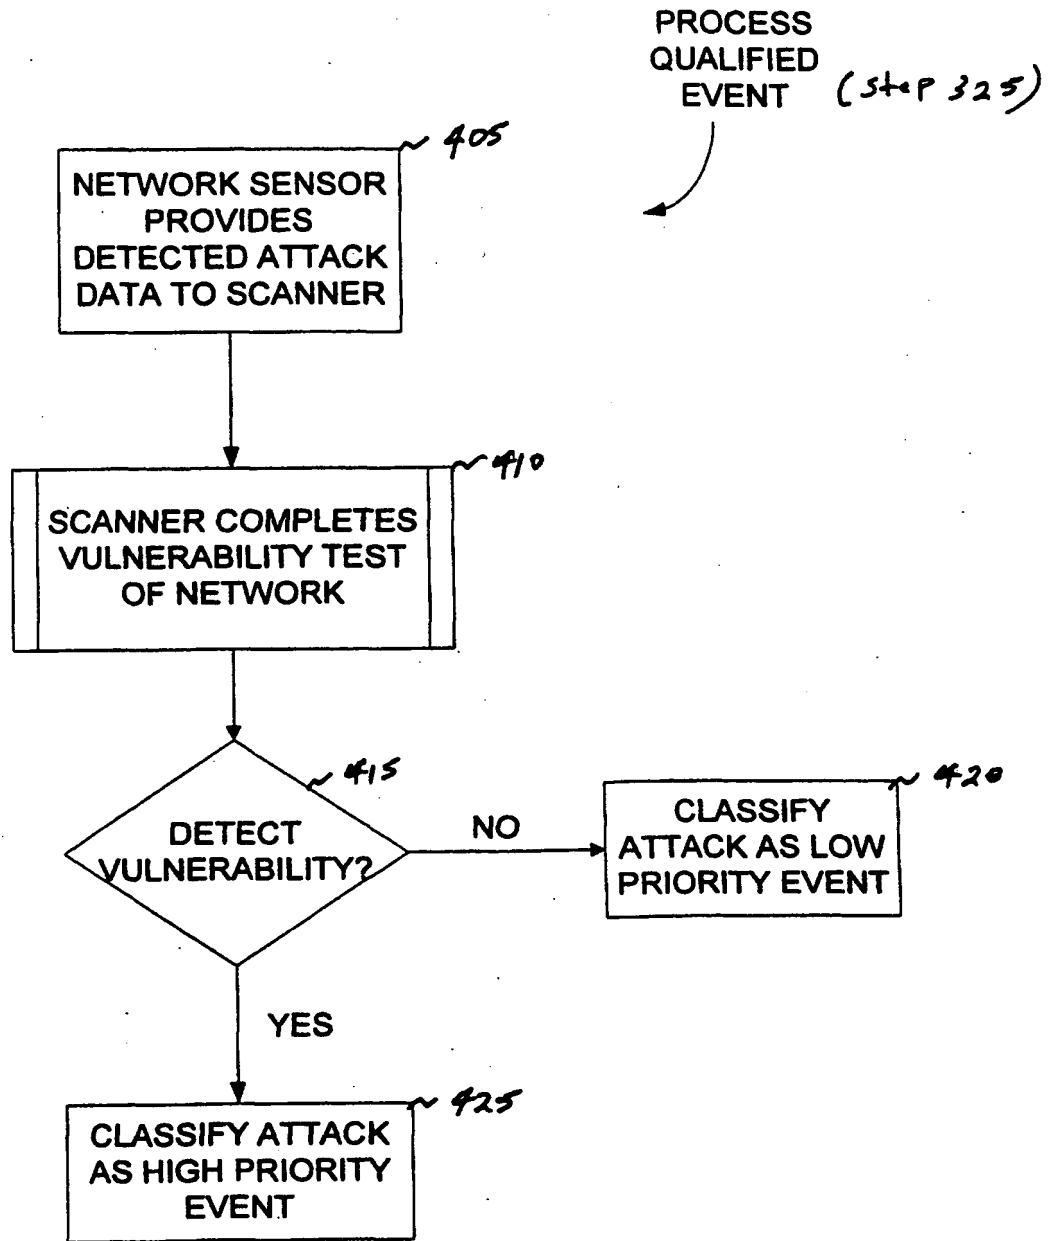 PROCESS
QUALIFIED
EVENT (step 325)
405
NETWORK SENSOR
PROVIDES
DETECTED ATTACK
DATA TO SCANNER
410
SCANNER COMPLETES
VULNERABILITY TEST
OF NETWORK
415
DETECT
VULNERABILITY?
NO
420
CLASSIFY
ATTACK AS LOW
PRIORITY EVENT
YES
425
CLASSIFY ATTACK
AS HIGH PRIORITY
EVENT